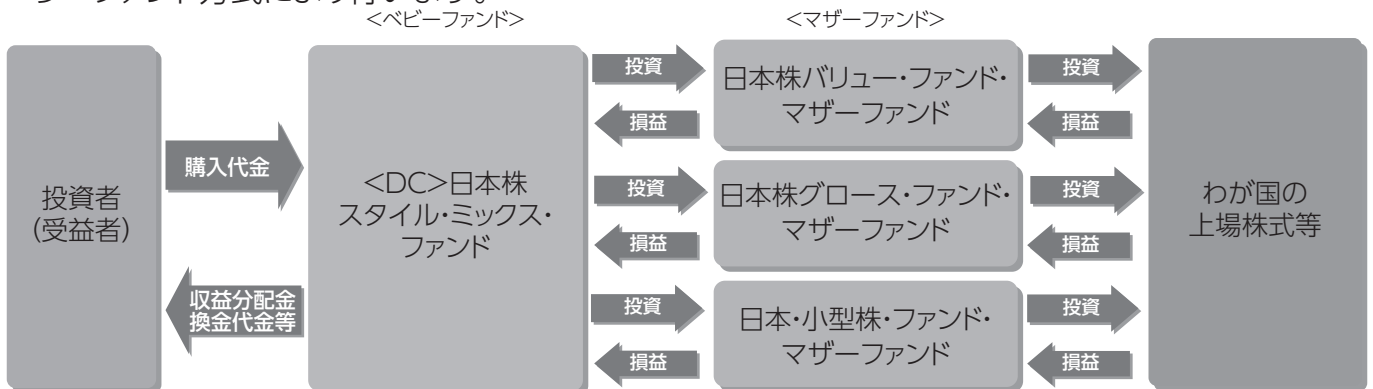 <ベビーファンド>
<マザーファンド>
投資者
(受益者)
購入代金
収益分配金
換金代金等
<DC>日本株
スタイル・ミックス・
ファンド
投資
損益
投資
損益
投資
損益
日本株バリュー・ファンド・
マザーファンド
日本株グロース・ファンド・
マザーファンド
日本・小型株・ファンド・
マザーファンド
投資
損益
投資
損益
投資
損益
わが国の
上場株式等